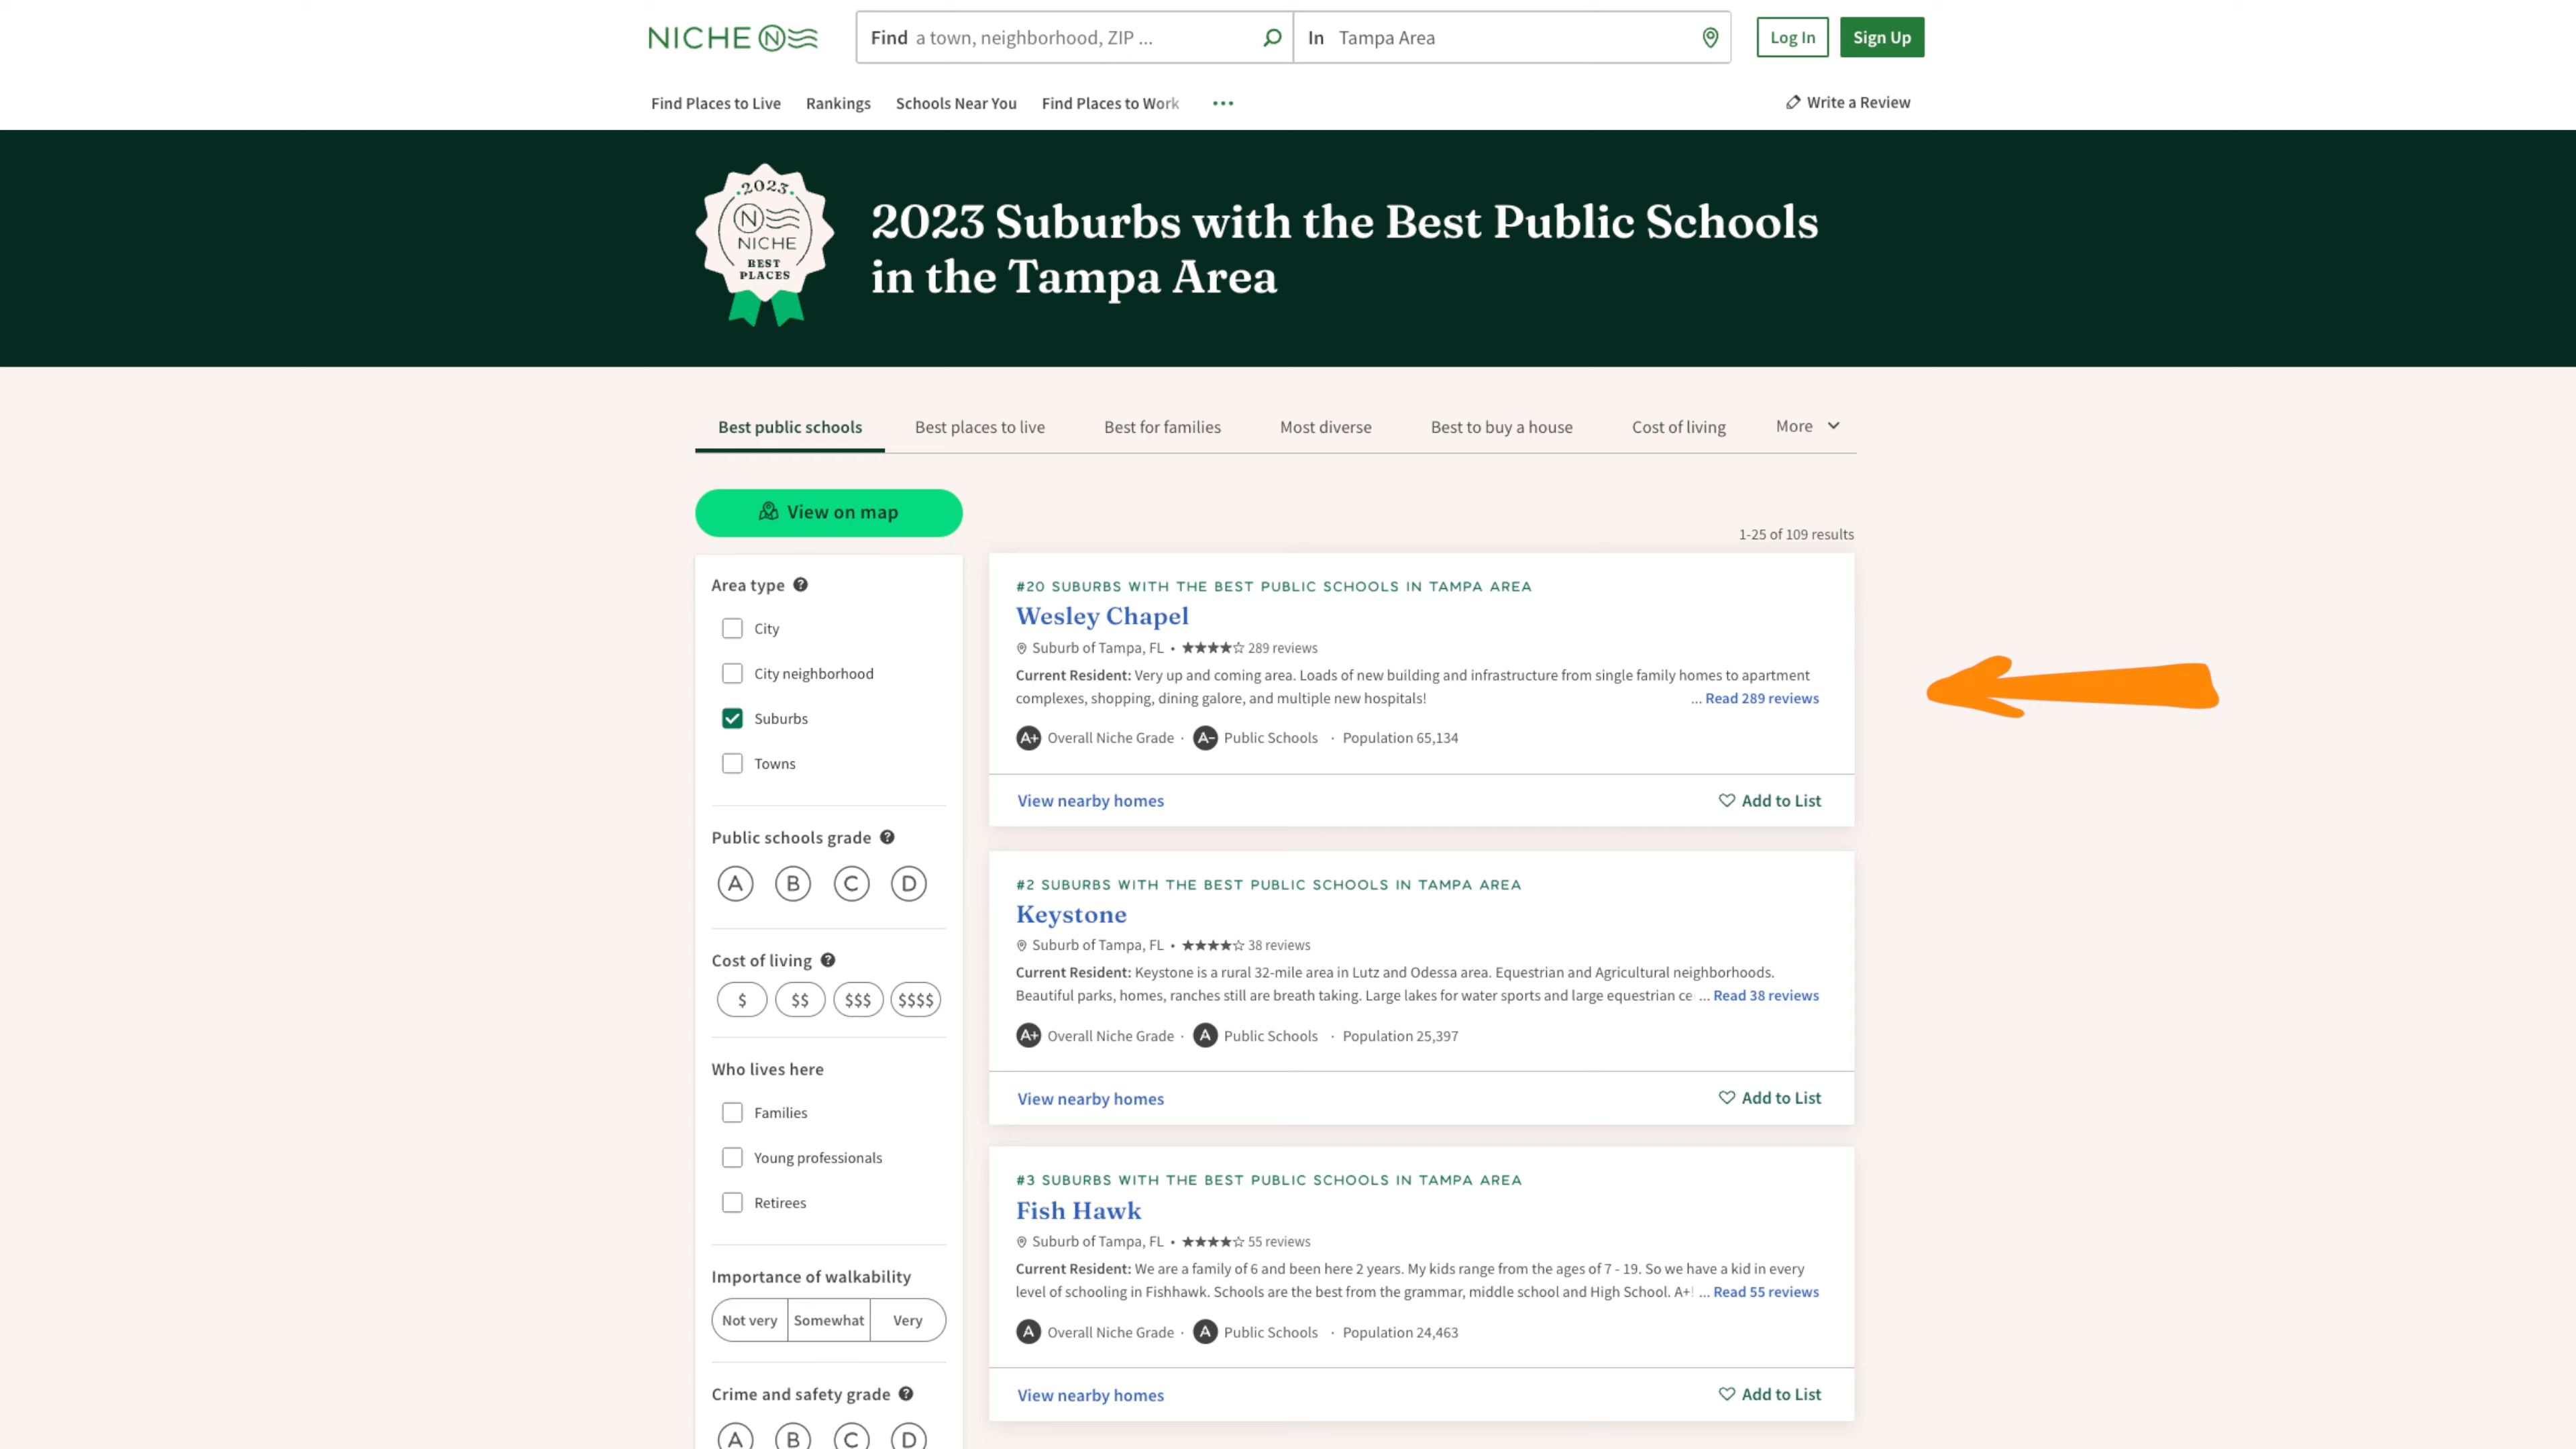 NICHE N
Find a town, neighborhood, ZIP ...
In Tampa Area
Log In
Sign Up
Find Places to Live
Rankings
Schools Near You
Find Places to Work
Write a Review
2023
N
NICHE
BEST
PLACES
2023 Suburbs with the Best Public Schools
in the Tampa Area
Best public schools
Best places to live
Best for families
Most diverse
Best to buy a house
Cost of living
More
View on map
1-25 of 109 results
Area type ?
City
City neighborhood
Suburbs
Towns
Public schools grade ?
A B C D
Cost of living ?
$ $$ $$$ $$$$
Who lives here
Families
Young professionals
Retirees
Importance of walkability
Not very Somewhat Very
Crime and safety grade ?
A B C D
#20 SUBURBS WITH THE BEST PUBLIC SCHOOLS IN TAMPA AREA
Wesley Chapel
Suburb of Tampa, FL • ★★★★☆ 289 reviews
Current Resident: Very up and coming area. Loads of new building and infrastructure from single family homes to apartment
complexes, shopping, dining galore, and multiple new hospitals! ... Read 289 reviews
A+ Overall Niche Grade · A- Public Schools · Population 65,134
View nearby homes
Add to List
#2 SUBURBS WITH THE BEST PUBLIC SCHOOLS IN TAMPA AREA
Keystone
Suburb of Tampa, FL • ★★★★☆ 38 reviews
Current Resident: Keystone is a rural 32-mile area in Lutz and Odessa area. Equestrian and Agricultural neighborhoods.
Beautiful parks, homes, ranches still are breath taking. Large lakes for water sports and large equestrian ce ... Read 38 reviews
A+ Overall Niche Grade · A Public Schools · Population 25,397
View nearby homes
Add to List
#3 SUBURBS WITH THE BEST PUBLIC SCHOOLS IN TAMPA AREA
Fish Hawk
Suburb of Tampa, FL • ★★★★☆ 55 reviews
Current Resident: We are a family of 6 and been here 2 years. My kids range from the ages of 7 - 19. So we have a kid in every
level of schooling in Fishhawk. Schools are the best from the grammar, middle school and High School. A+! ... Read 55 reviews
A Overall Niche Grade · A Public Schools · Population 24,463
View nearby homes
Add to List